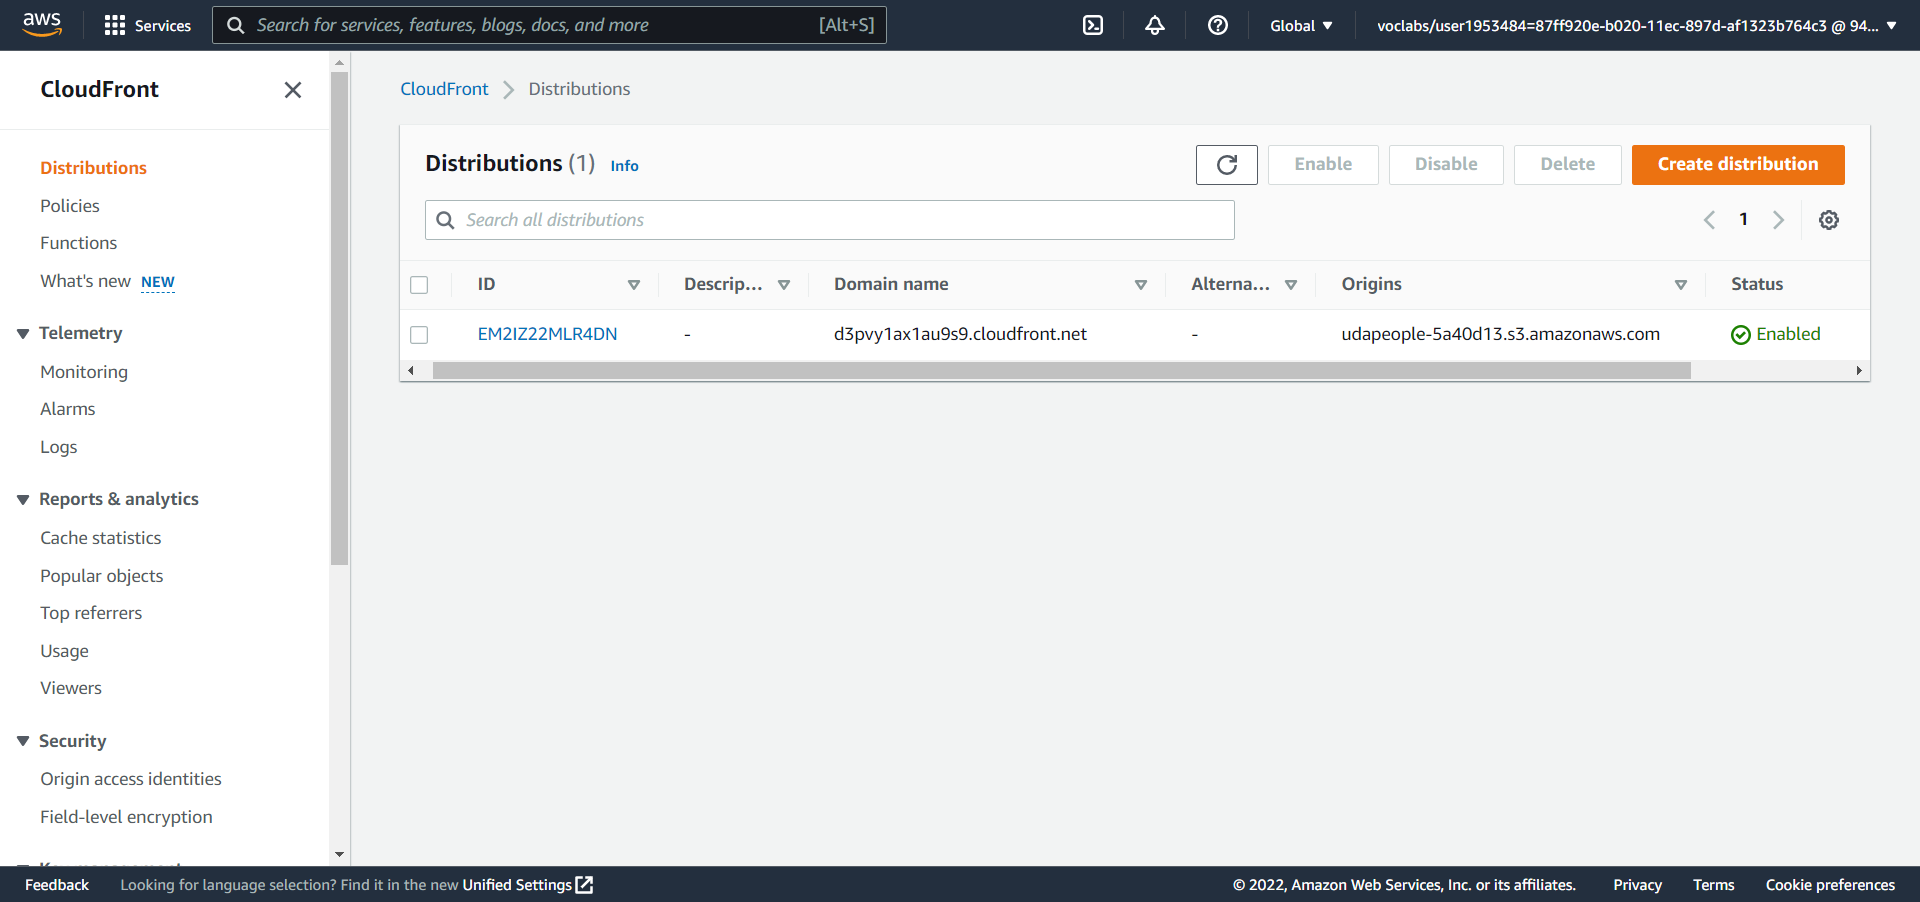 aws
Services
Search for services, features, blogs, docs, and more
[Alt+S]
Global
voclabs/user1953484=87ff920e-b020-11ec-897d-af1323b764c3 @ 94...
CloudFront
Distributions
Policies
Functions
What's new NEW
Telemetry
Monitoring
Alarms
Logs
Reports & analytics
Cache statistics
Popular objects
Top referrers
Usage
Viewers
Security
Origin access identities
Field-level encryption
CloudFront
Distributions
Distributions (1) Info
Enable
Disable
Delete
Create distribution
Search all distributions
1
ID
Descrip...
Domain name
Alterna...
Origins
Status
EM2IZ22MLR4DN
-
d3pvy1ax1au9s9.cloudfront.net
-
udapeople-5a40d13.s3.amazonaws.com
Enabled
Feedback
Looking for language selection? Find it in the new Unified Settings
© 2022, Amazon Web Services, Inc. or its affiliates.
Privacy
Terms
Cookie preferences